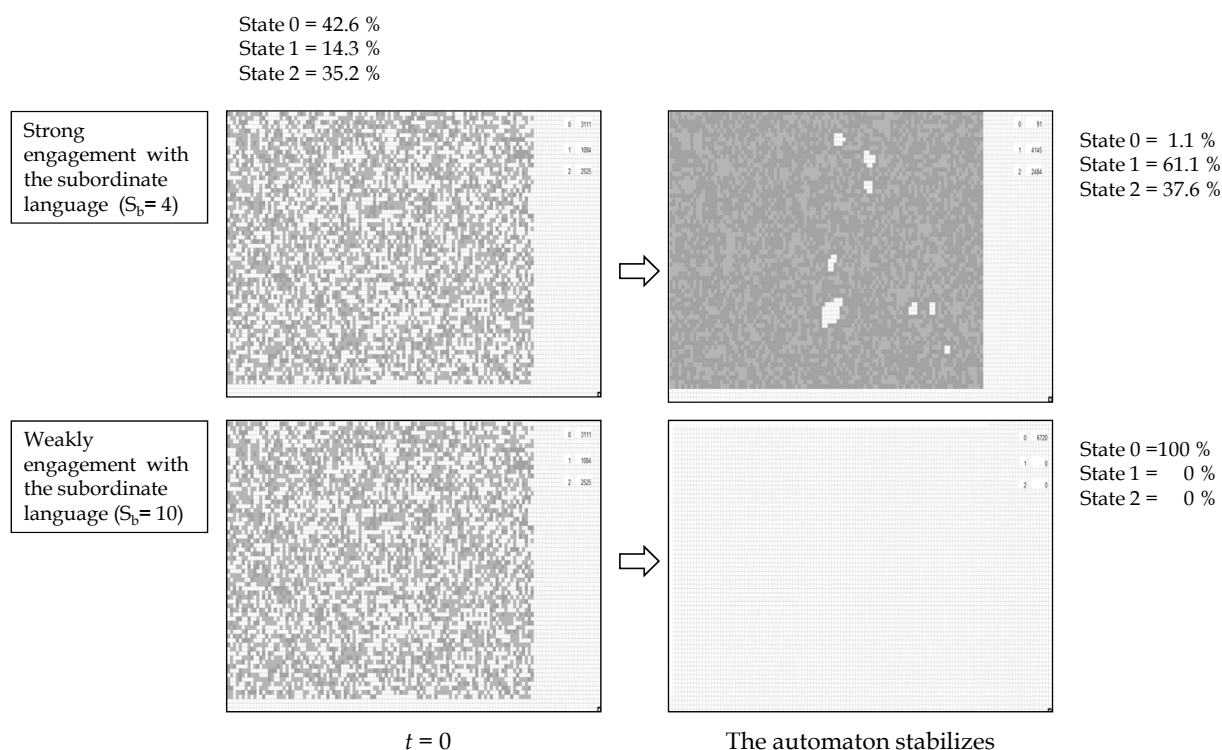 State 0 = 42.6 %
State 1 = 14.3 %
State 2 = 35.2 %
Strong
engagement with
the subordinate
language (Sb= 4)
0 3111
1 1084
2 2525
0 91
1 4145
2 2484
State 0 = 1.1 %
State 1 = 61.1 %
State 2 = 37.6 %
Weakly
engagement with
the subordinate
language (Sb= 10)
0 3111
1 1084
2 2525
0 6720
1 0
2 0
State 0 =100 %
State 1 = 0 %
State 2 = 0 %
t = 0
The automaton stabilizes